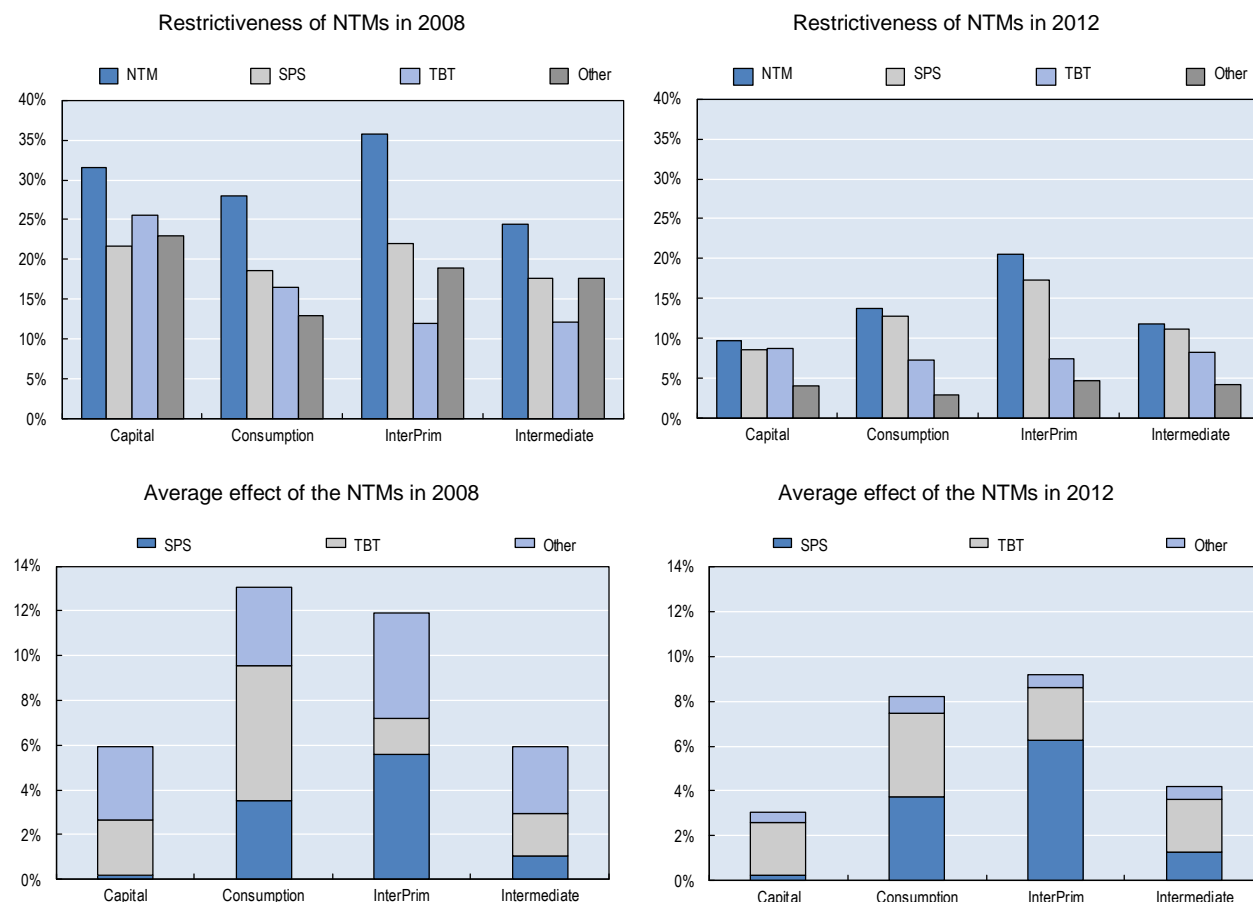 Restrictiveness of NTMs in 2008
NTM SPS TBT Other
40%
35%
30%
25%
20%
15%
10%
5%
0%
Capital Consumption InterPrim Intermediate
Restrictiveness of NTMs in 2012
NTM SPS TBT Other
40%
35%
30%
25%
20%
15%
10%
5%
0%
Capital Consumption InterPrim Intermediate
Average effect of the NTMs in 2008
SPS TBT Other
14%
12%
10%
8%
6%
4%
2%
0%
Capital Consumption InterPrim Intermediate
Average effect of the NTMs in 2012
SPS TBT Other
14%
12%
10%
8%
6%
4%
2%
0%
Capital Consumption InterPrim Intermediate